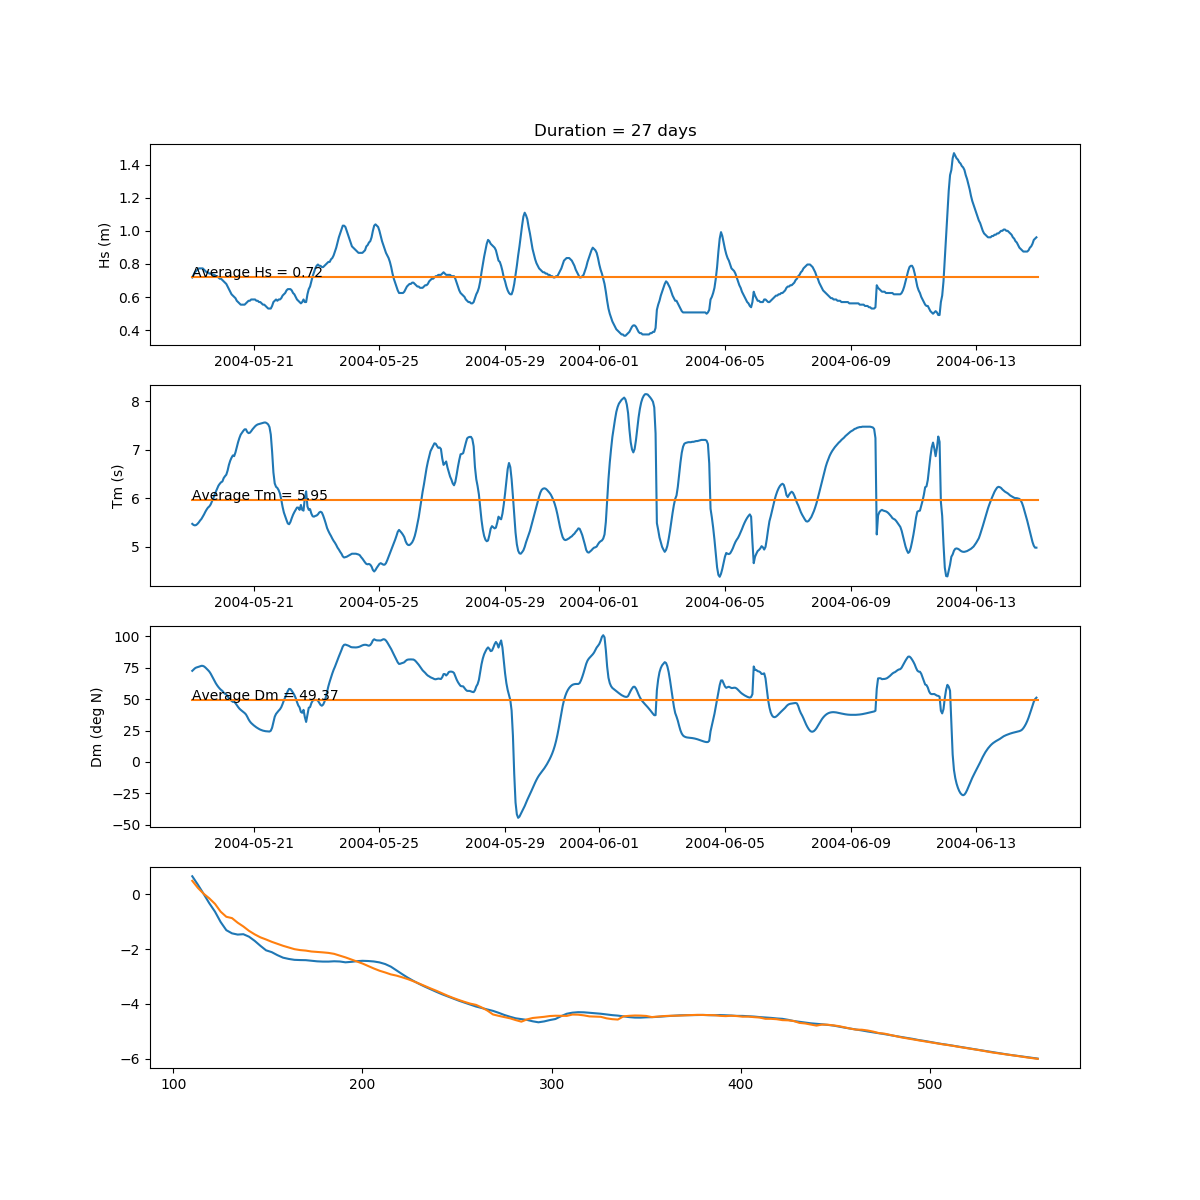 Duration = 27 days
1.4
1.2
1.0
0.8
0.6
0.4
Hs (m)
Average Hs = 0.72
2004-05-21 2004-05-25 2004-05-29 2004-06-01 2004-06-05 2004-06-09 2004-06-13
8
7
6
5
Tm (s)
Average Tm = 5.95
2004-05-21 2004-05-25 2004-05-29 2004-06-01 2004-06-05 2004-06-09 2004-06-13
100
75
50
25
0
−25
−50
Dm (deg N)
Average Dm = 49.37
2004-05-21 2004-05-25 2004-05-29 2004-06-01 2004-06-05 2004-06-09 2004-06-13
0
−2
−4
−6
100 200 300 400 500